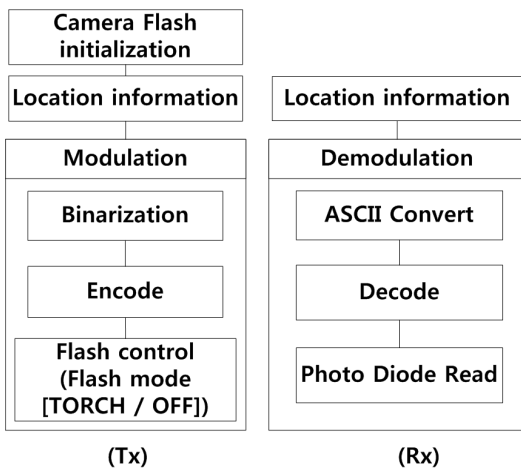 Camera Flash
initialization
Location information
Modulation
Binarization
Encode
Flash control
(Flash mode
[TORCH / OFF])
(Tx)
Location information
Demodulation
ASCII Convert
Decode
Photo Diode Read
(Rx)